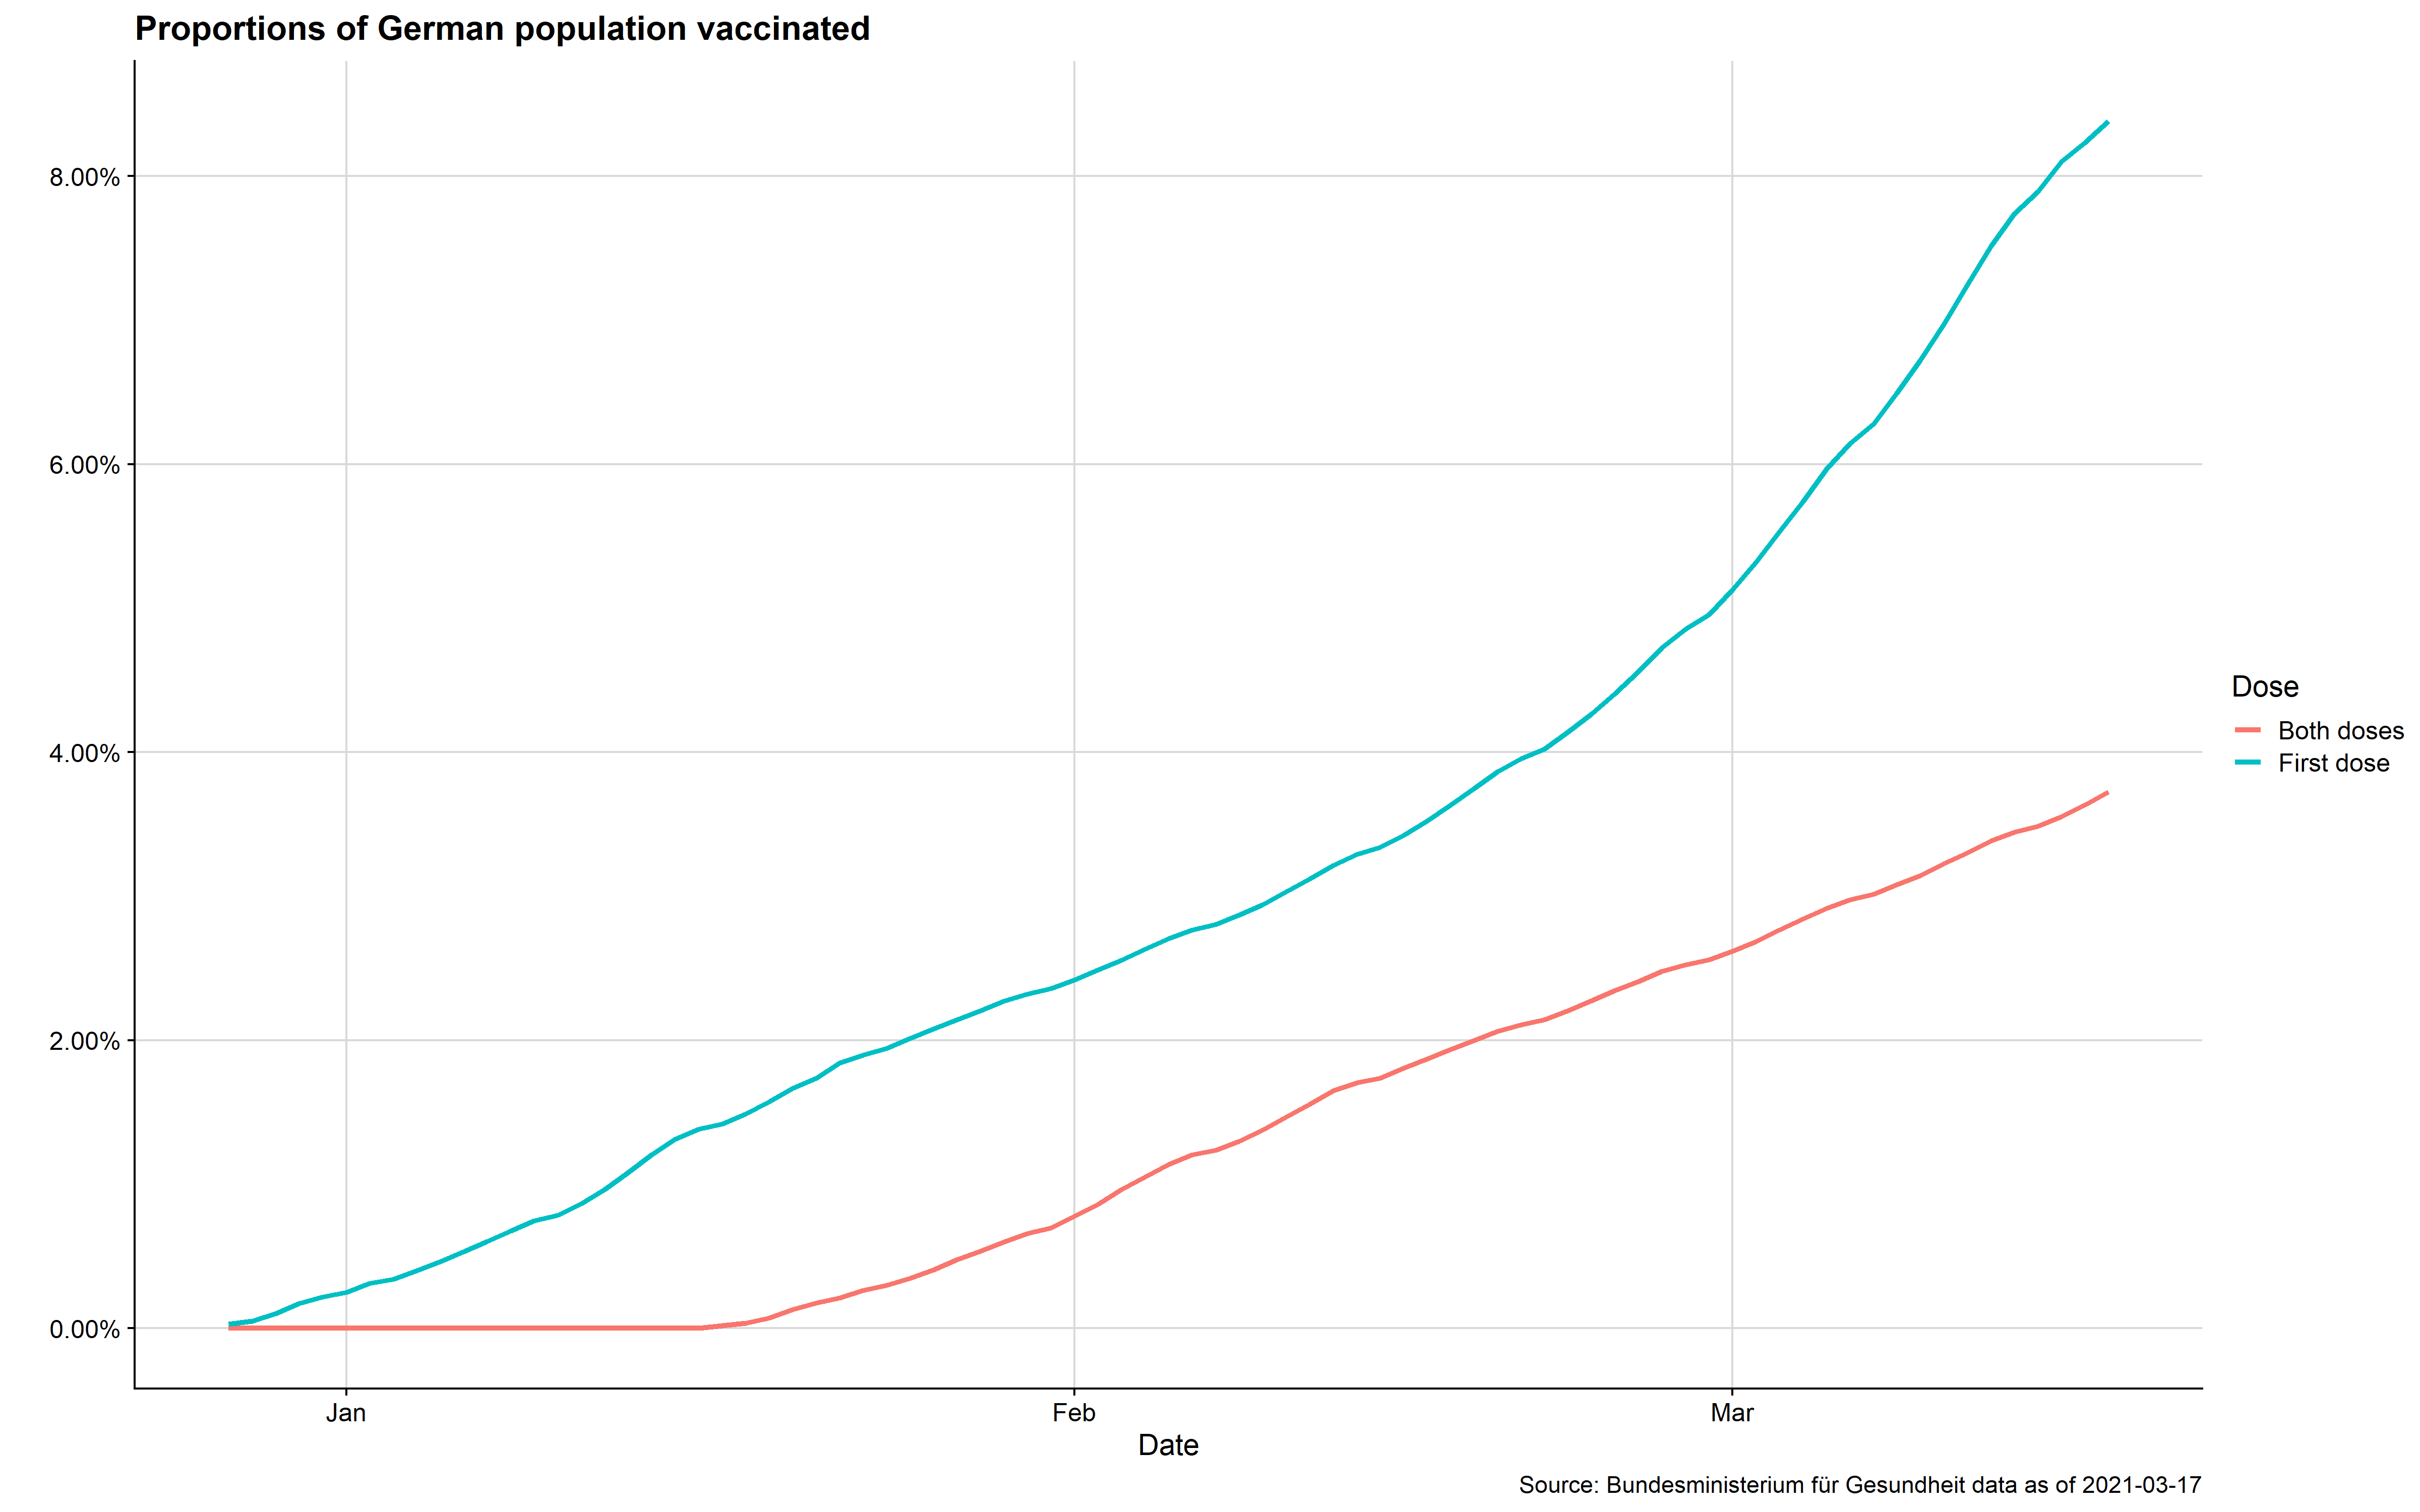 Proportions of German population vaccinated
8.00%
6.00%
4.00%
2.00%
0.00%
Jan
Feb
Mar
Date
Dose
Both doses
First dose
Source: Bundesministerium für Gesundheit data as of 2021-03-17